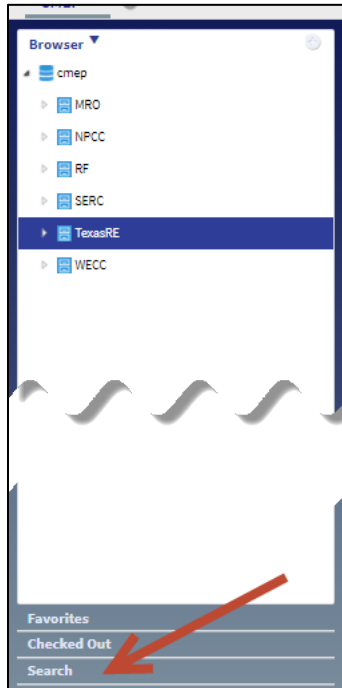 Browser
cmep
MRO
NPCC
RF
SERC
TexasRE
WECC
Favorites
Checked Out
Search